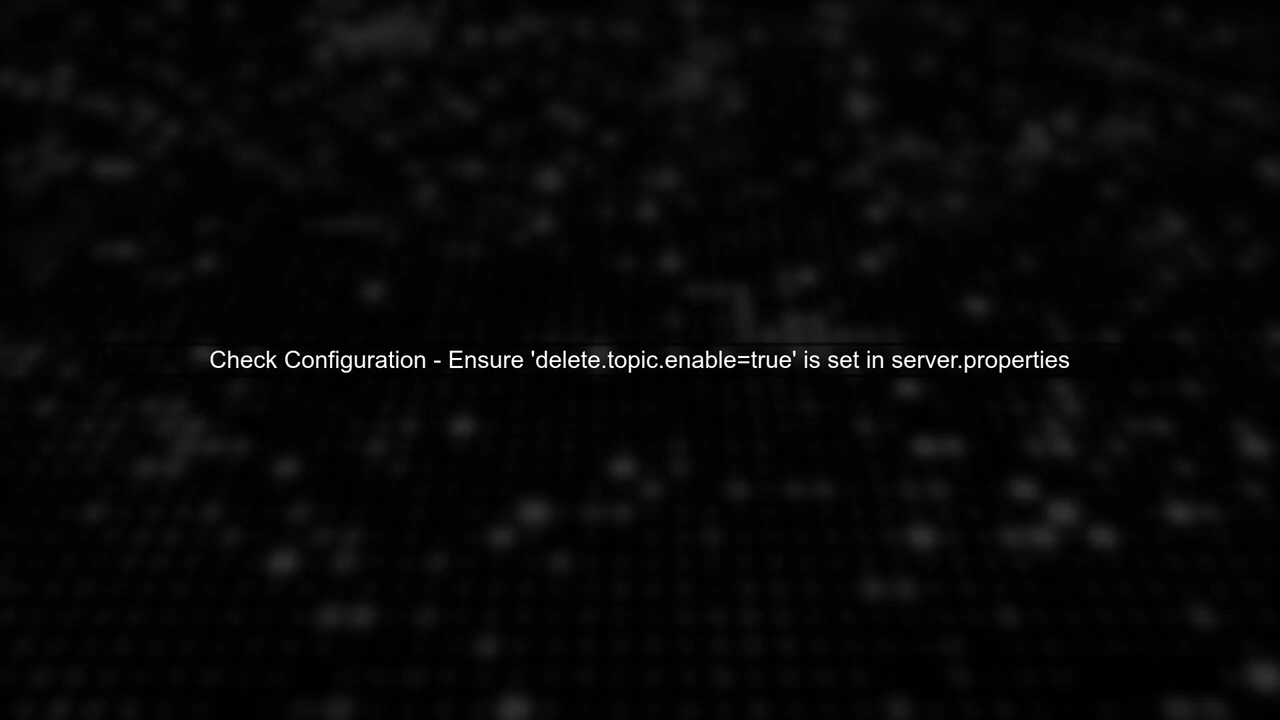 Check Configuration - Ensure 'delete.topic.enable=true' is set in server.properties